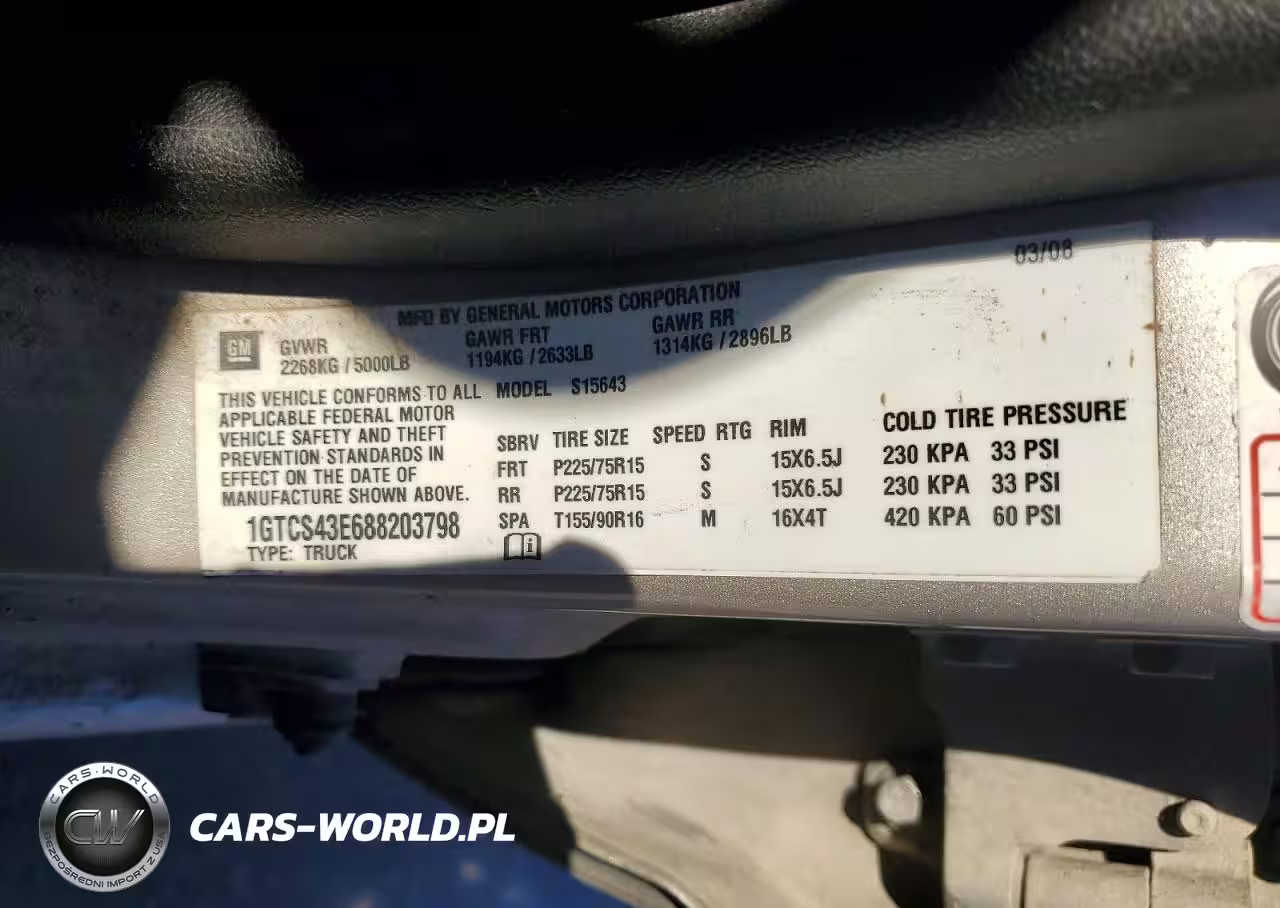 03/08
MFD BY GENERAL MOTORS CORPORATION
GM
GVWR GAWR FRT GAWR RR
2268KG / 5000LB 1194KG / 2633LB 1314KG / 2896LB
THIS VEHICLE CONFORMS TO ALL
APPLICABLE FEDERAL MOTOR
VEHICLE SAFETY AND THEFT
PREVENTION STANDARDS IN
EFFECT ON THE DATE OF
MANUFACTURE SHOWN ABOVE.
1GTCS43E688203798
TYPE: TRUCK
MODEL S15643
SBRV TIRE SIZE SPEED RTG RIM COLD TIRE PRESSURE
FRT P225/75R15 S 15X6.5J 230 KPA 33 PSI
RR P225/75R15 S 15X6.5J 230 KPA 33 PSI
SPA T155/90R16 M 16X4T 420 KPA 60 PSI
i
CARS-WORLD
CW
BEZPOŚREDNI IMPORT Z USA
CARS-WORLD.PL